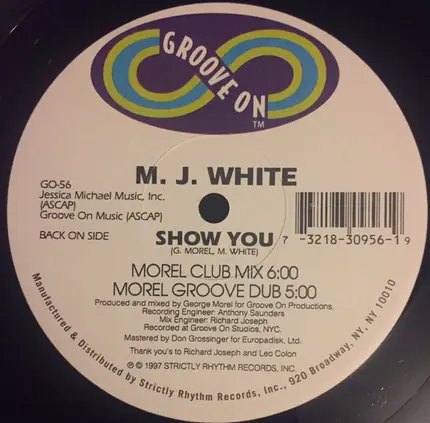 GROOVE ON
TM
M. J. WHITE
GO-56
Jessica Michael Music, Inc.
(ASCAP)
Groove On Music (ASCAP)
BACK ON SIDE
SHOW YOU
7 -3218-30956-1 9
(G. MOREL, M. WHITE)
MOREL CLUB MIX 6:00
MOREL GROOVE DUB 5:00
Produced and mixed by George Morel for Groove On Productions.
Recording Engineer: Anthony Saunders
Mix Engineer: Richard Joseph
Recorded at Groove On Studios, NYC.
Mastered by Don Grossinger for Europadisk, Ltd.
Thank you's to Richard Joseph and Leo Colon
℗ © 1997 STRICTLY RHYTHM RECORDS, INC.
Manufactured & Distributed by Strictly Rhythm Records, Inc., 920 Broadway, NY, NY 10010